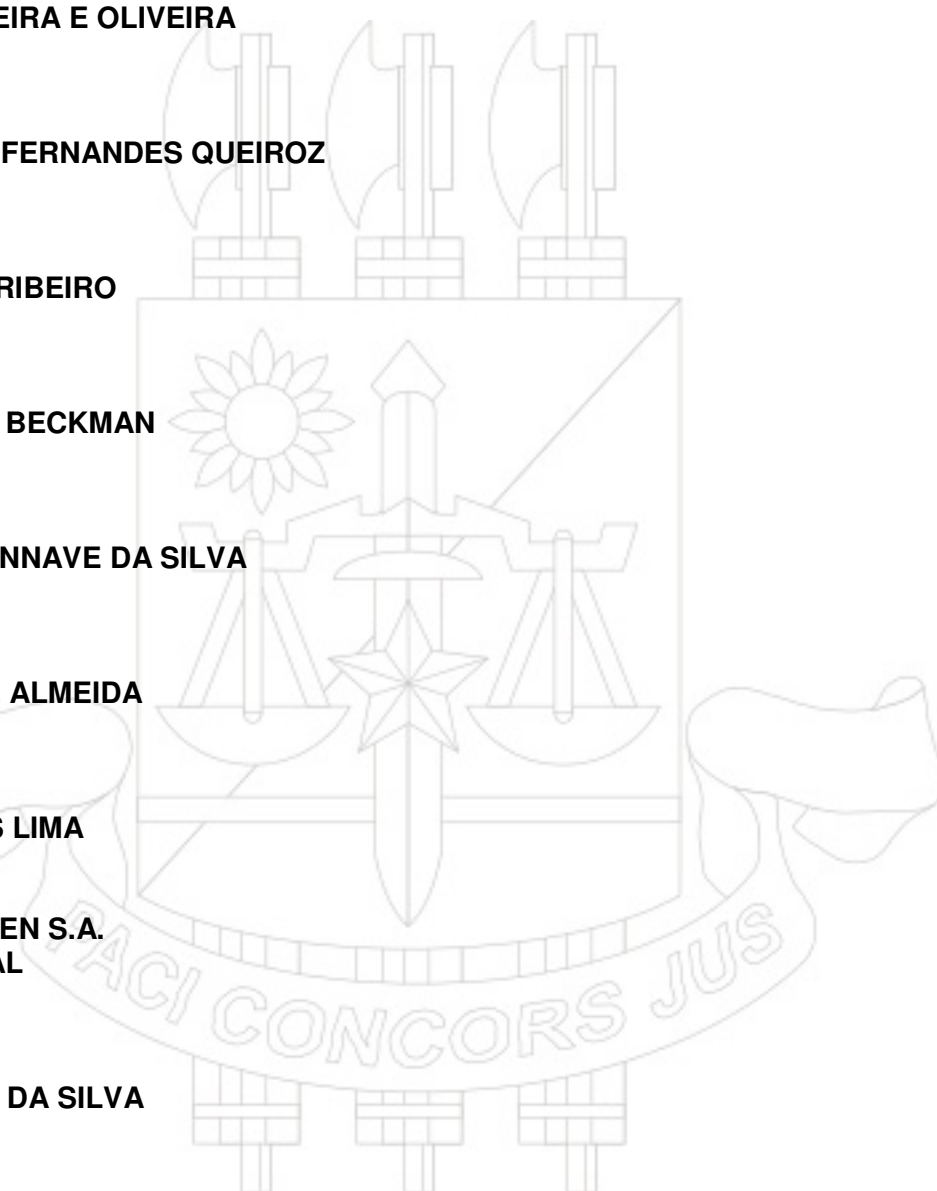 EIRA E OLIVEIRA
FERNANDES QUEIROZ
RIBEIRO
BECKMAN
NNAVE DA SILVA
ALMEIDA
S LIMA
EN S.A.
AL
PACI CONCORS JUS
DA SILVA